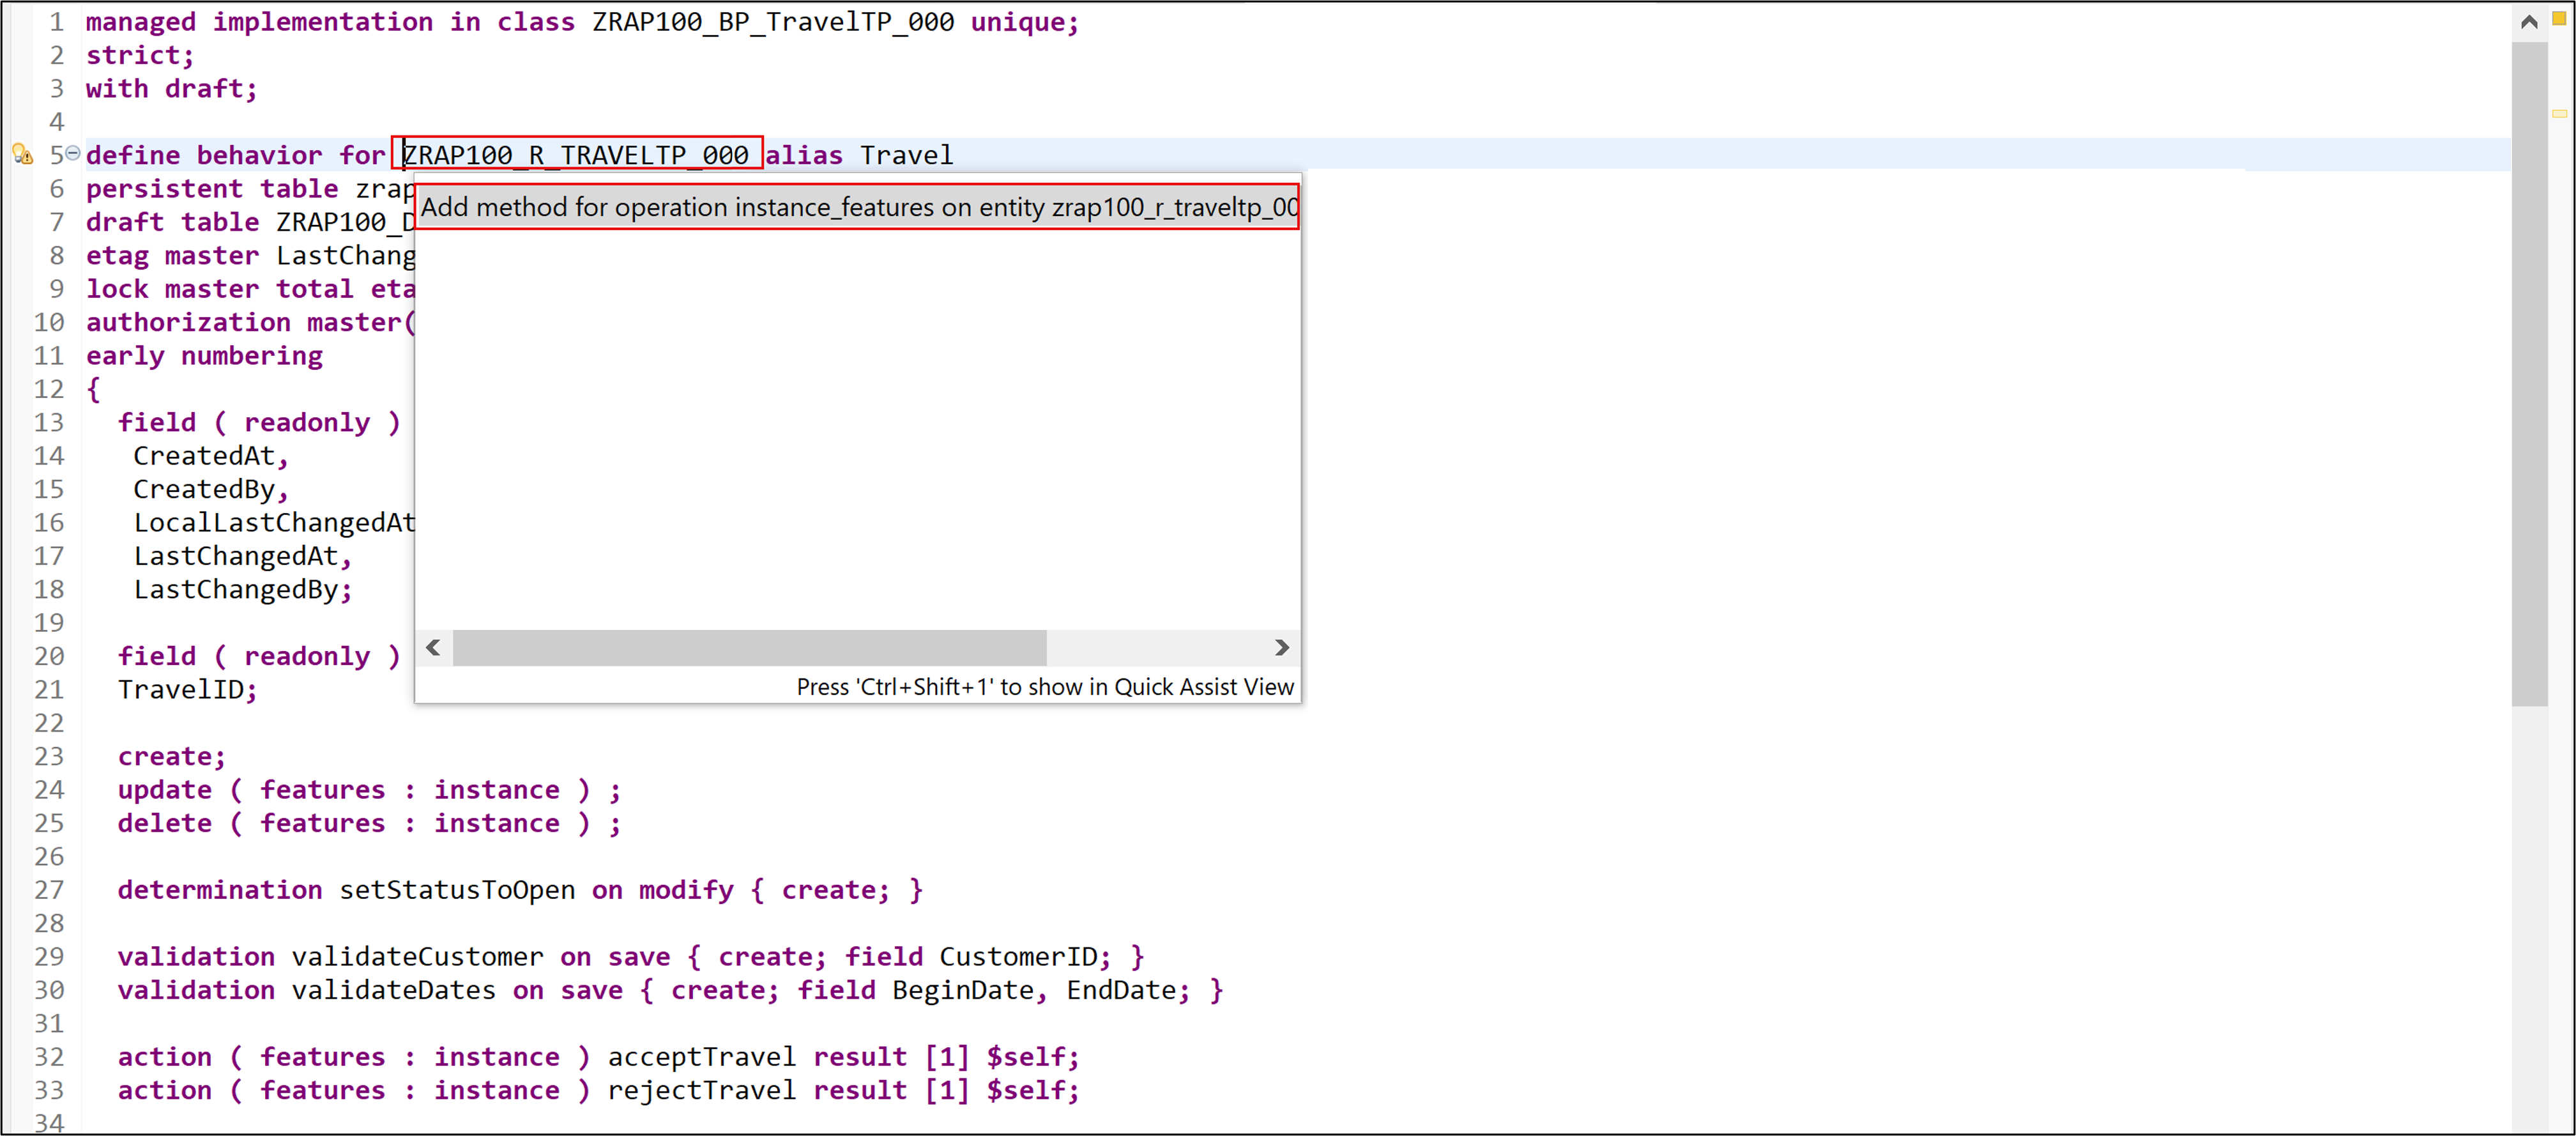 1 managed implementation in class ZRAP100_BP_TravelTP_000 unique;
2 strict;
3 with draft;
4
5 define behavior for ZRAP100_R_TRAVELTP_000 alias Travel
6 persistent table zrap
Add method for operation instance_features on entity zrap100_r_traveltp_00
7 draft table ZRAP100_D
8 etag master LastChang
9 lock master total eta
10 authorization master(
11 early numbering
12 {
13 field ( readonly )
14 CreatedAt,
15 CreatedBy,
16 LocalLastChangedAt
17 LastChangedAt,
18 LastChangedBy;
19
20 field ( readonly )
21 TravelID;
Press 'Ctrl+Shift+1' to show in Quick Assist View
22
23 create;
24 update ( features : instance ) ;
25 delete ( features : instance ) ;
26
27 determination setStatusToOpen on modify { create; }
28
29 validation validateCustomer on save { create; field CustomerID; }
30 validation validateDates on save { create; field BeginDate, EndDate; }
31
32 action ( features : instance ) acceptTravel result [1] $self;
33 action ( features : instance ) rejectTravel result [1] $self;
34